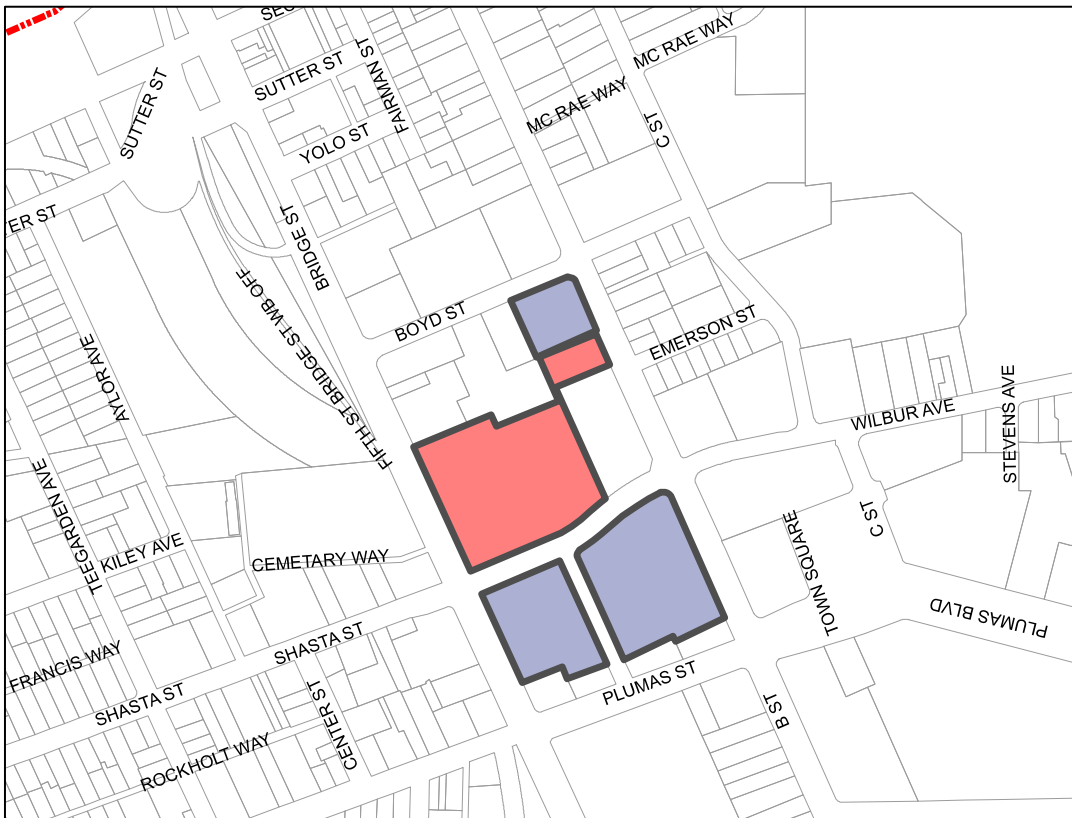 SEC
SUTTER ST
FAIRMAN ST
MC RAE WAY
SUTTER ST
MC RAE WAY
YOLO ST
C ST
ER ST
BRIDGE ST
FIFTH ST BRIDGE ST WB OFF
BOYD ST
EMERSON ST
AYLOR AVE
WILBUR AVE
STEVENS AVE
TEEGARDEN AVE
KILEY AVE
CEMETARY WAY
TOWN SQUARE
C ST
PLUMAS BLVD
FRANCIS WAY
SHASTA ST
SHASTA ST
CENTER ST
PLUMAS ST
B ST
ROCKHOLT WAY